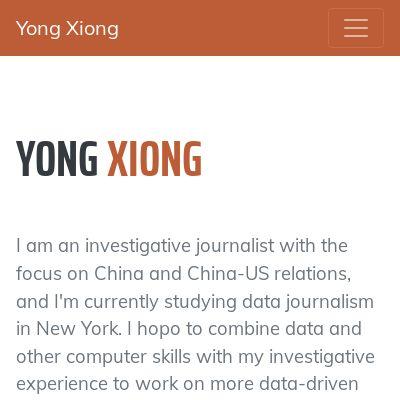 Yong Xiong
YONG XIONG
I am an investigative journalist with the
focus on China and China-US relations,
and I'm currently studying data journalism
in New York. I hopo to combine data and
other computer skills with my investigative
experience to work on more data-driven